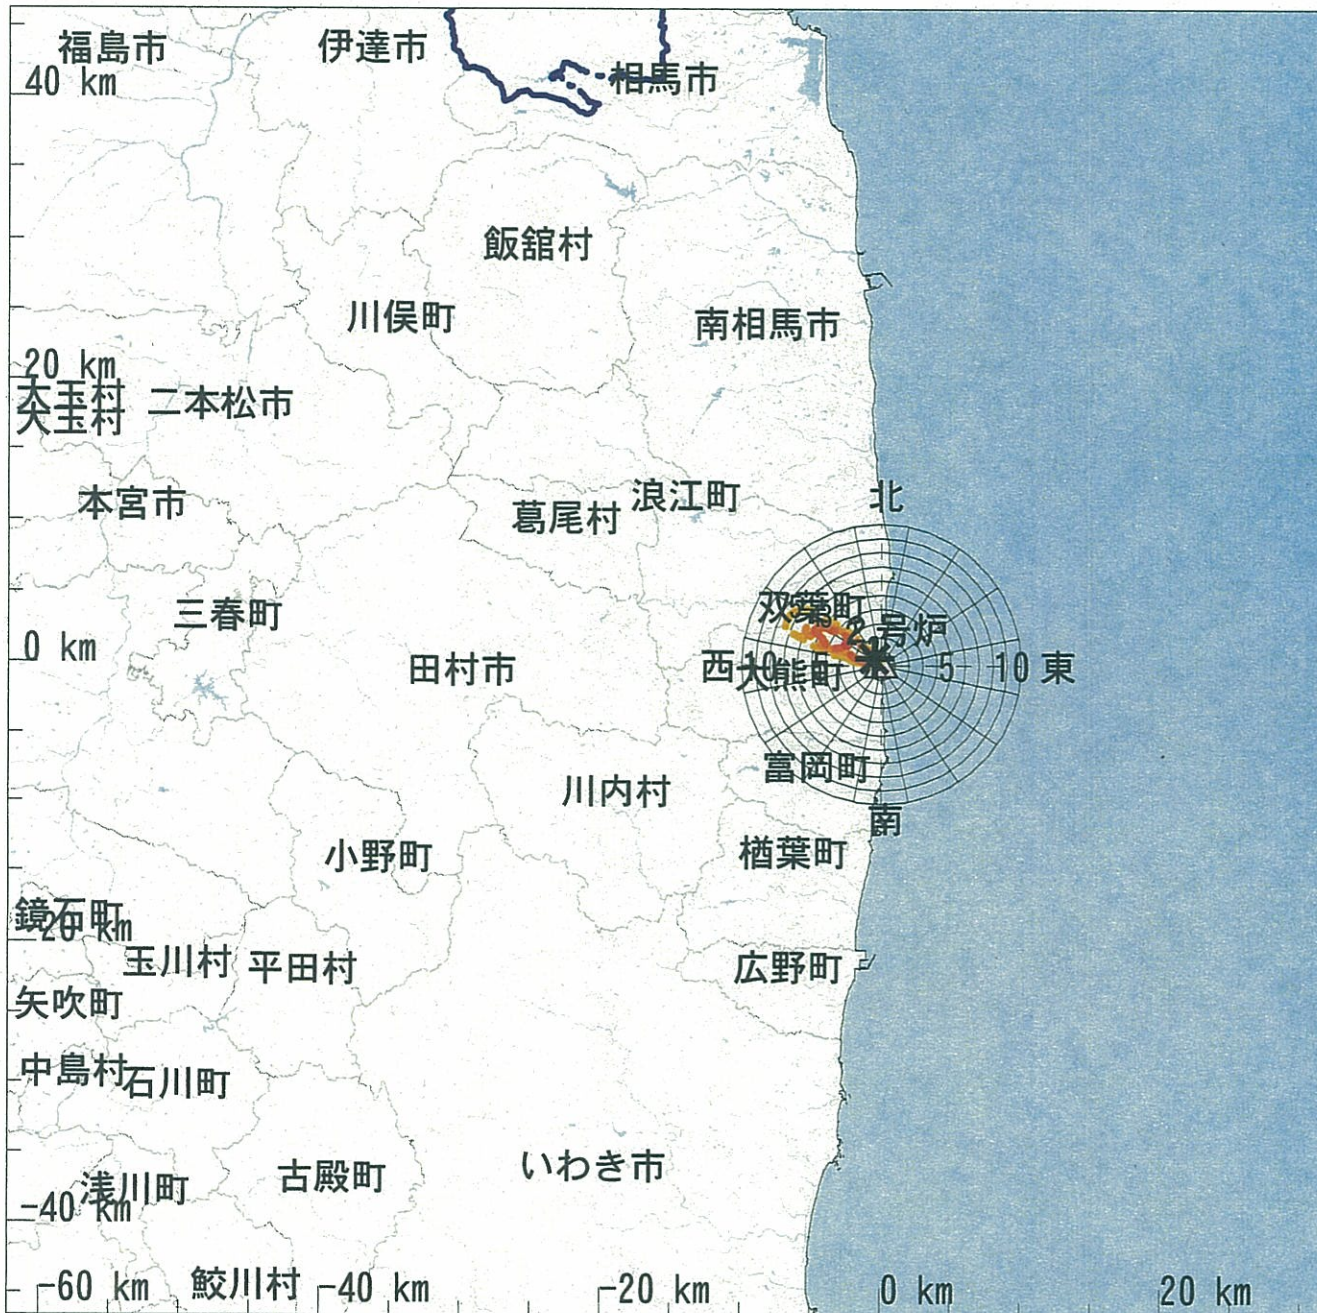 福島市
伊達市
相馬市
40 km
飯舘村
川俣町
南相馬市
20 km
大玉村
二本松市
大玉村
本宮市
葛尾村
浪江町
北
三春町
双葉町
2号炉
0 km
田村市
西
10
5
大熊町
5
10
東
富岡町
川内村
南
小野町
楢葉町
鏡石町
-20 km
玉川村
平田村
広野町
矢吹町
中島村
石川町
浅川町
古殿町
いわき市
-40 km
-60 km
鮫川村
-40 km
-20 km
0 km
20 km